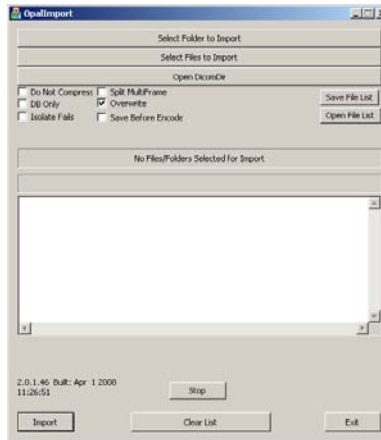 OpalImport
Select Folder to Import
Select Files to Import
Open DicomDir
Do Not Compress Split MultiFrame
DB Only Overwrite
Isolate Fails Save Before Encode
Save File List
Open File List
No Files/Folders Selected for Import
2.0.1.46 Built: Apr 1 2008
11:26:51
Stop
Import Clear List Exit